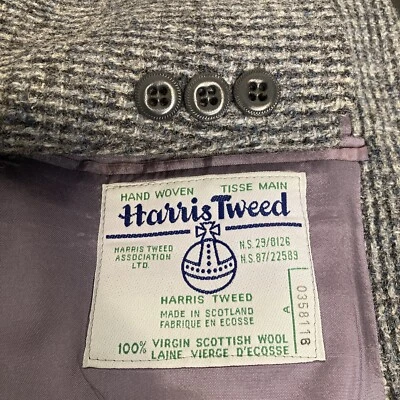 HAND WOVEN TISSE MAIN
Harris Tweed
HARRIS TWEED
ASSOCIATION
LTD.
N.S. 29/8126
N.S. 87/22589
HARRIS TWEED
MADE IN SCOTLAND
FABRIQUE EN ECOSSE
100% VIRGIN SCOTTISH WOOL
LAINE VIERGE D'ECOSSE
A
035811B